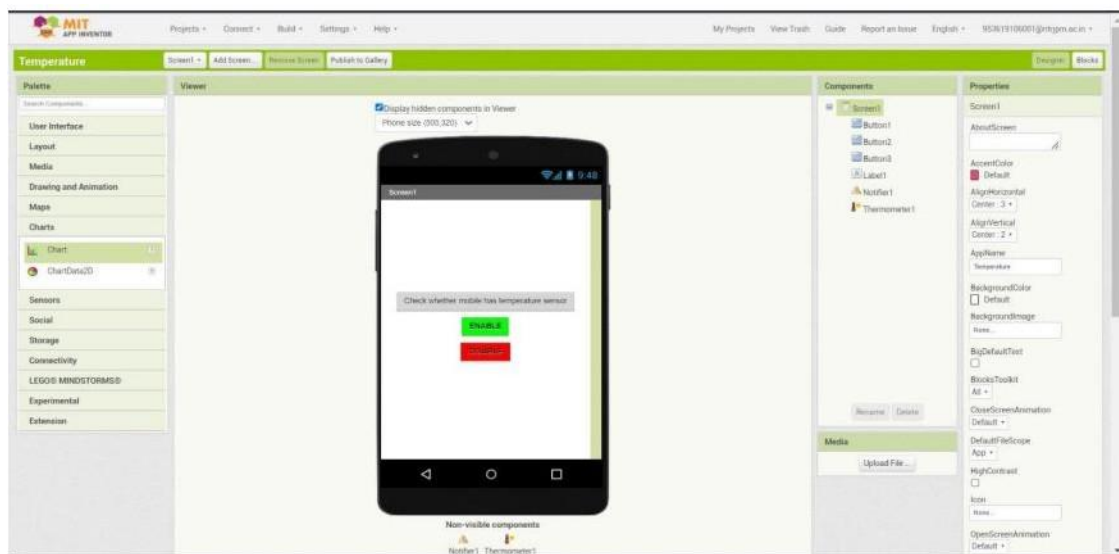 MIT
APP INVENTOR
Projects
Connect
Build
Settings
Help
My Projects
View Trash
Guide
Report an Issue
English
Temperature
Screen1
Add Screen ...
Remove Screen
Publish to Gallery
Designer
Blocks
Palette
Search Components...
User Interface
Layout
Media
Drawing and Animation
Maps
Charts
Chart
ChartData2D
Sensors
Social
Storage
Connectivity
LEGO® MINDSTORMS®
Experimental
Extension
Viewer
Display hidden components in Viewer
Phone size (505,320)
9:48
Screen1
Check whether mobile has temperature sensor
ENABLE
Non-visible components
Notifier1
Thermometer1
Components
Screen1
Button1
Button2
Button3
Label1
Notifier1
Thermometer1
Rename
Delete
Media
Upload File ...
Properties
Screen1
AboutScreen
AccentColor
Default
AlignHorizontal
Center : 3
AlignVertical
Center : 2
AppName
Temperature
BackgroundColor
Default
BackgroundImage
None...
BigDefaultText
BlocksToolkit
All
CloseScreenAnimation
Default
DefaultFileScope
App
HighContrast
Icon
None...
OpenScreenAnimation
Default